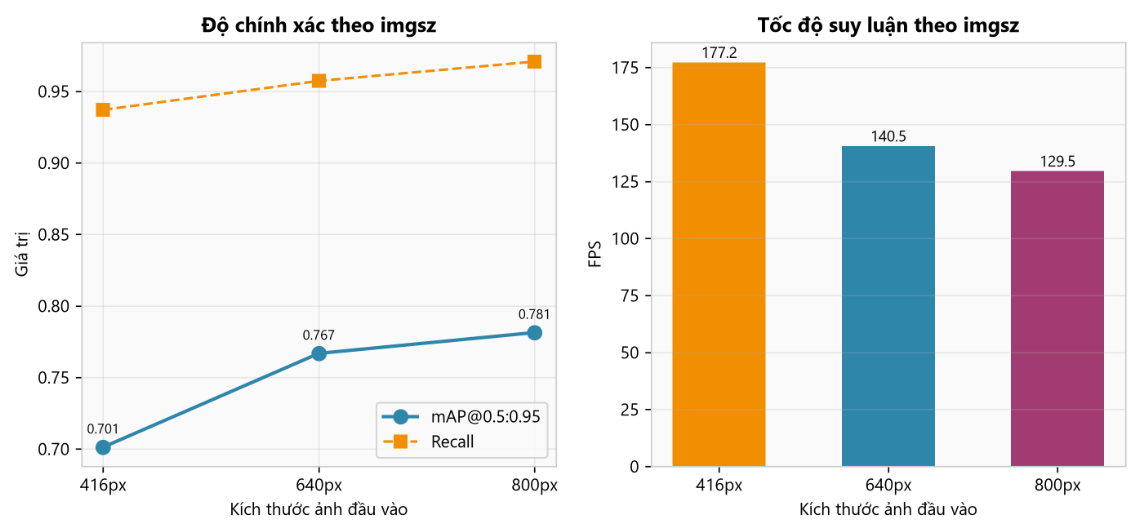 Độ chính xác theo imgsz
0.95
0.90
0.85
0.80
0.75
0.70
Giá trị
0.701
0.767
0.781
mAP@0.5:0.95
Recall
416px
640px
800px
Kích thước ảnh đầu vào
Tốc độ suy luận theo imgsz
175
150
125
100
75
50
25
0
FPS
177.2
140.5
129.5
416px
640px
800px
Kích thước ảnh đầu vào